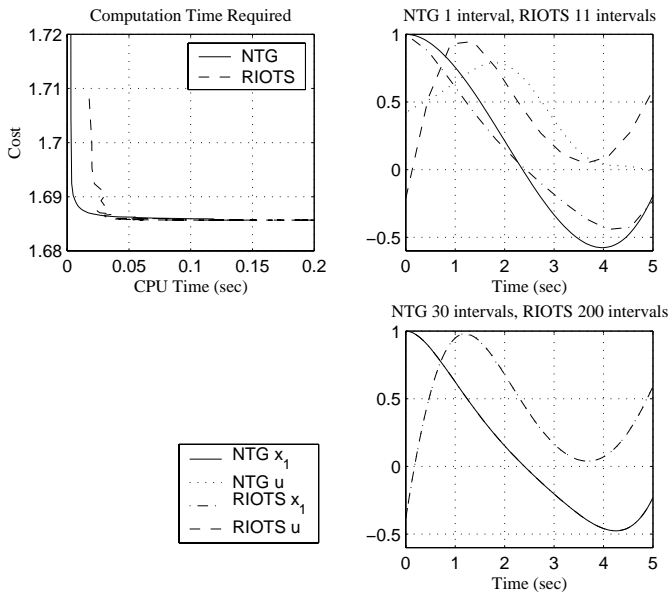 Computation Time Required
1.72
1.71
1.7
1.69
1.68
Cost
NTG
RIOTS
0
0.05
0.1
0.15
0.2
CPU Time (sec)
NTG 1 interval, RIOTS 11 intervals
1
0.5
0
−0.5
0
1
2
3
4
5
Time (sec)
NTG 30 intervals, RIOTS 200 intervals
1
0.5
0
−0.5
0
1
2
3
4
5
Time (sec)
NTG x1
NTG u
RIOTS x1
RIOTS u